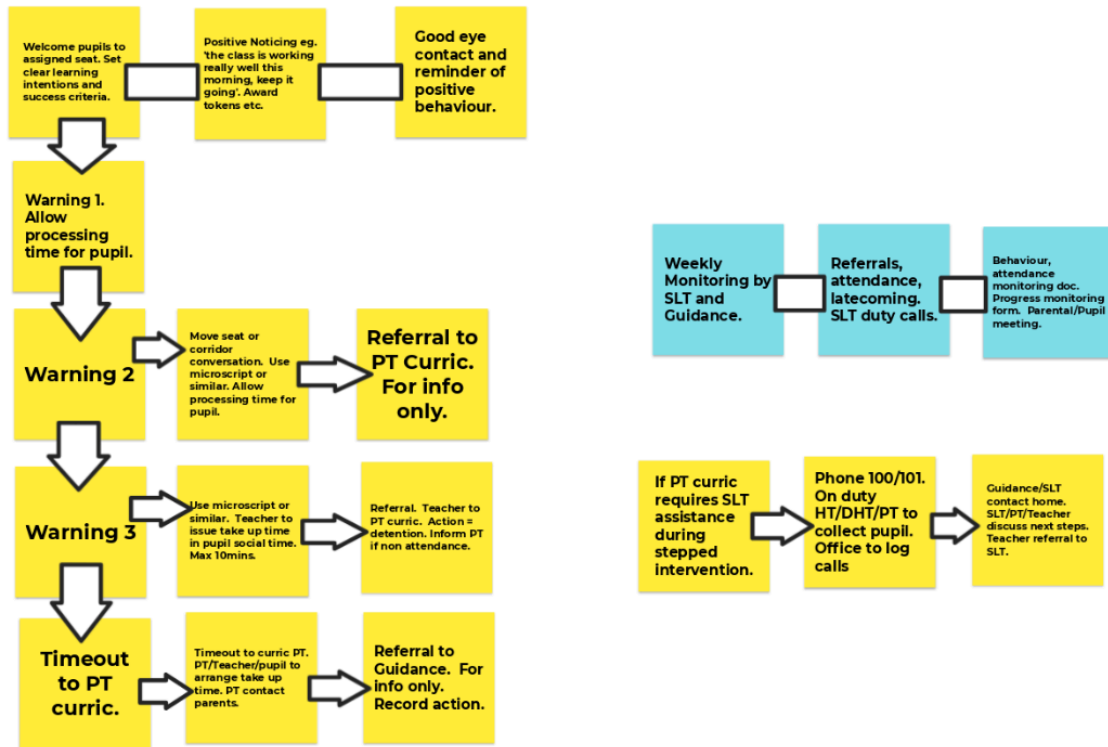 Welcome pupils to
assigned seat. Set
clear learning
intentions and
success criteria.
Positive Noticing eg.
'the class is working
really well this
morning, keep it
going'. Award
tokens etc.
Good eye
contact and
reminder of
positive
behaviour.
Warning 1.
Allow
processing
time for pupil.
Warning 2
Move seat or
corridor
conversation. Use
microscript or
similar. Allow
processing time for
pupil.
Referral to
PT Curric.
For info
only.
Warning 3
Use microscript or
similar. Teacher to
issue take up time
in pupil social time.
Max 10mins.
Referral. Teacher to
PT curric. Action =
detention. Inform PT
if non attendance.
Timeout
to PT
curric.
Timeout to curric PT.
PT/Teacher/pupil to
arrange take up
time. PT contact
parents.
Referral to
Guidance. For
info only.
Record action.
Weekly
Monitoring by
SLT and
Guidance.
Referrals,
attendance,
latecoming.
SLT duty calls.
Behaviour,
attendance
monitoring doc.
Progress monitoring
form. Parental/Pupil
meeting.
If PT curric
requires SLT
assistance
during
stepped
intervention.
Phone 100/101.
On duty
HT/DHT/PT to
collect pupil.
Office to log
calls
Guidance/SLT
contact home.
SLT/PT/Teacher
discuss next steps.
Teacher referral to
SLT.